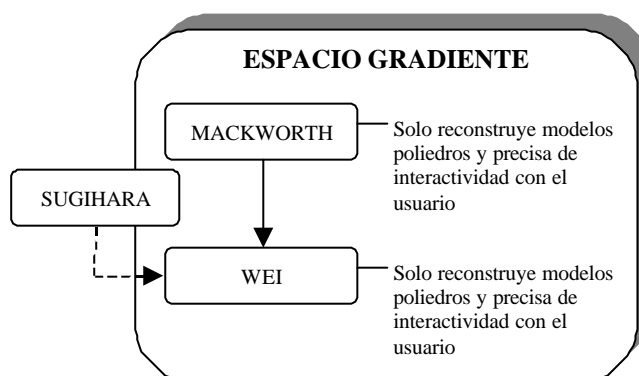 ESPACIO GRADIENTE
MACKWORTH
Solo reconstruye modelos
poliedros y precisa de
interactividad con el
usuario
SUGIHARA
WEI
Solo reconstruye modelos
poliedros y precisa de
interactividad con el
usuario